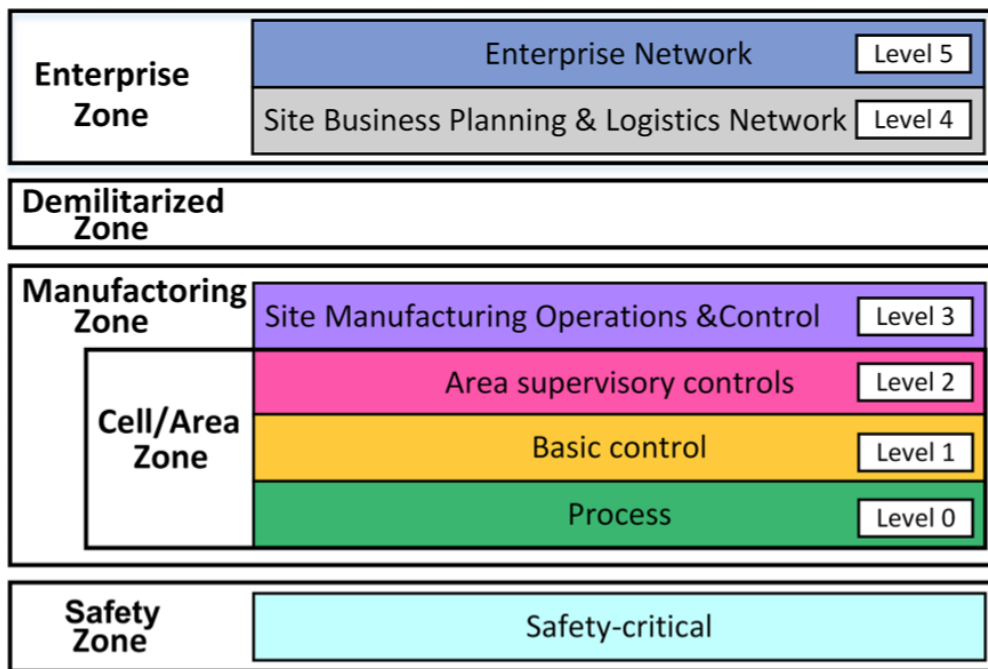 Enterprise
Zone
Enterprise Network
Level 5
Site Business Planning & Logistics Network
Level 4
Demilitarized
Zone
Manufactoring
Zone
Site Manufacturing Operations &Control
Level 3
Cell/Area
Zone
Area supervisory controls
Level 2
Basic control
Level 1
Process
Level 0
Safety
Zone
Safety-critical